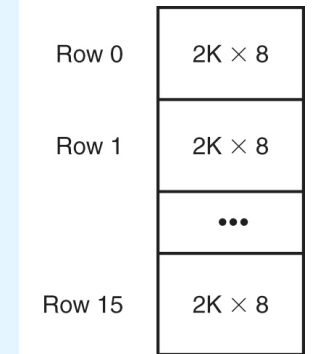 Row 0 2K × 8
Row 1 2K × 8
•••
Row 15 2K × 8